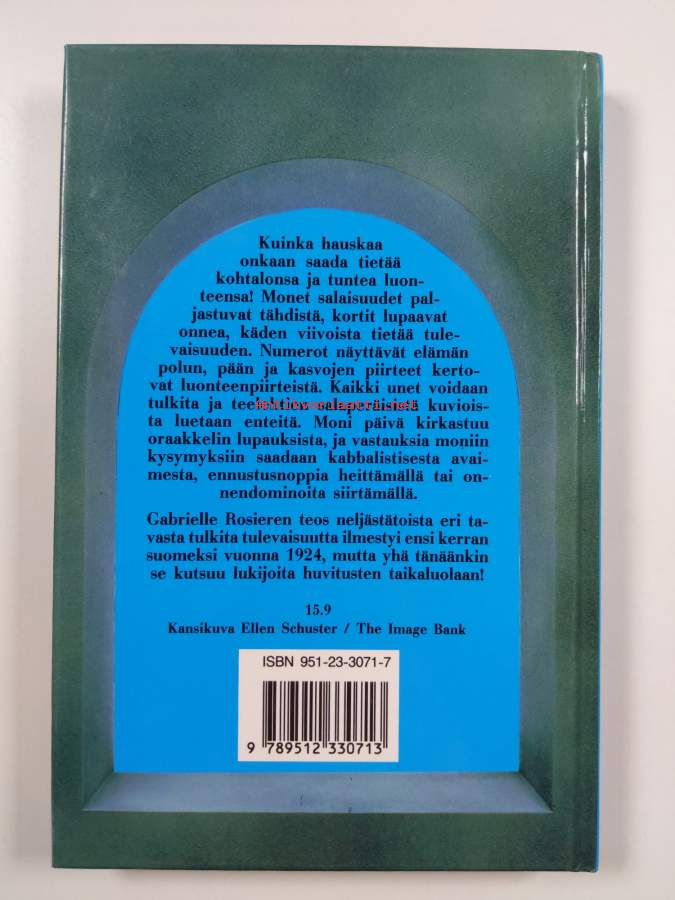 Kuinka hauskaa
onkaan saada tietää
kohtalonsa ja tuntea luon-
teensa! Monet salaisuudet pal-
jastuvat tähdistä, kortit lupaavat
onnea, käden viivoista tietää tule-
vaisuuden. Numerot näyttävät elämän
polun, pään ja kasvojen piirteet kerto-
vat luonteenpiirteistä. Kaikki unet voidaan
tulkita ja salaperäisistä kuviois-
ta luetaan enteitä. Moni päivä kirkastuu
oraakkelin lupauksista, ja vastauksia moniin
kysymyksiin saadaan kabbalistisesta avai-
mesta, ennustusnoppia heittämällä tai on-
nendominoita siirtämällä.
Gabrielle Rosieren teos neljästätoista eri ta-
vasta tulkita tulevaisuutta ilmestyi ensi kerran
suomeksi vuonna 1924, mutta yhä tänäänkin
se kutsuu lukijoita huvitusten taikaluolaan!
15.9
Kansikuva Ellen Schuster / The Image Bank
ISBN 951-23-3071-7
9 789512 330713